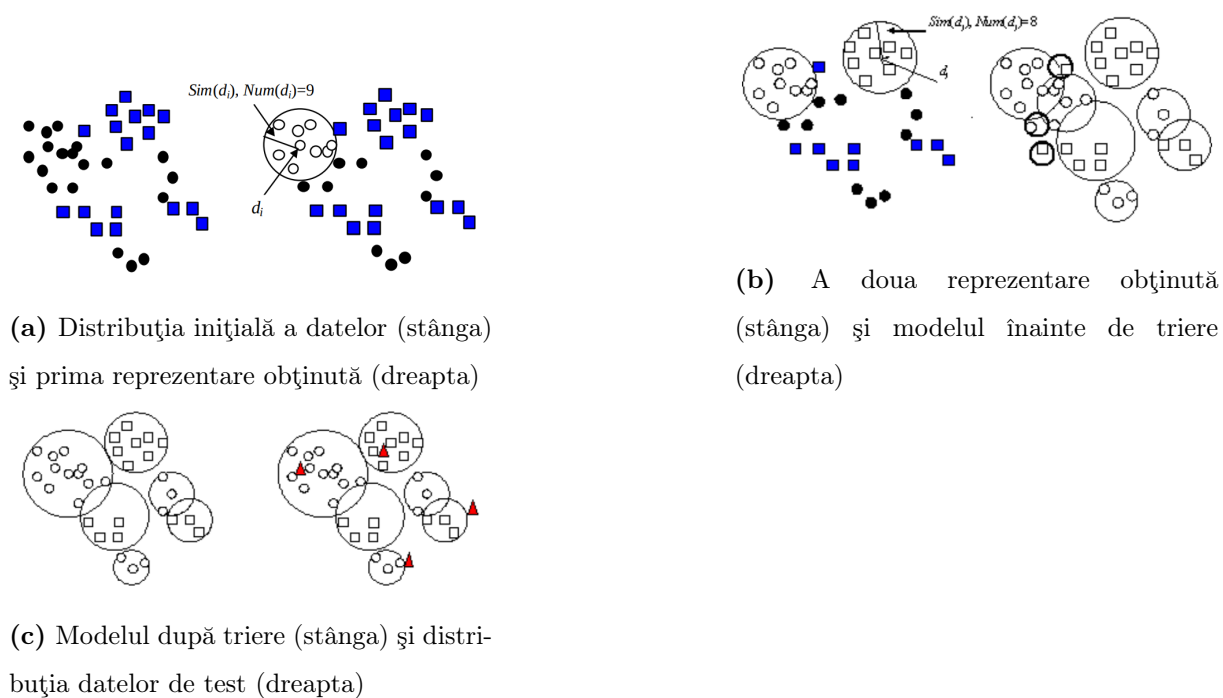 Sim(di), Num(di)=9
di
(a) Distribuţia iniţială a datelor (stânga)
şi prima reprezentare obţinută (dreapta)
Sim(dj), Num(dj)=8
dj
(b) A doua reprezentare obţinută
(stânga) şi modelul înainte de triere
(dreapta)
(c) Modelul după triere (stânga) şi distri-
buţia datelor de test (dreapta)